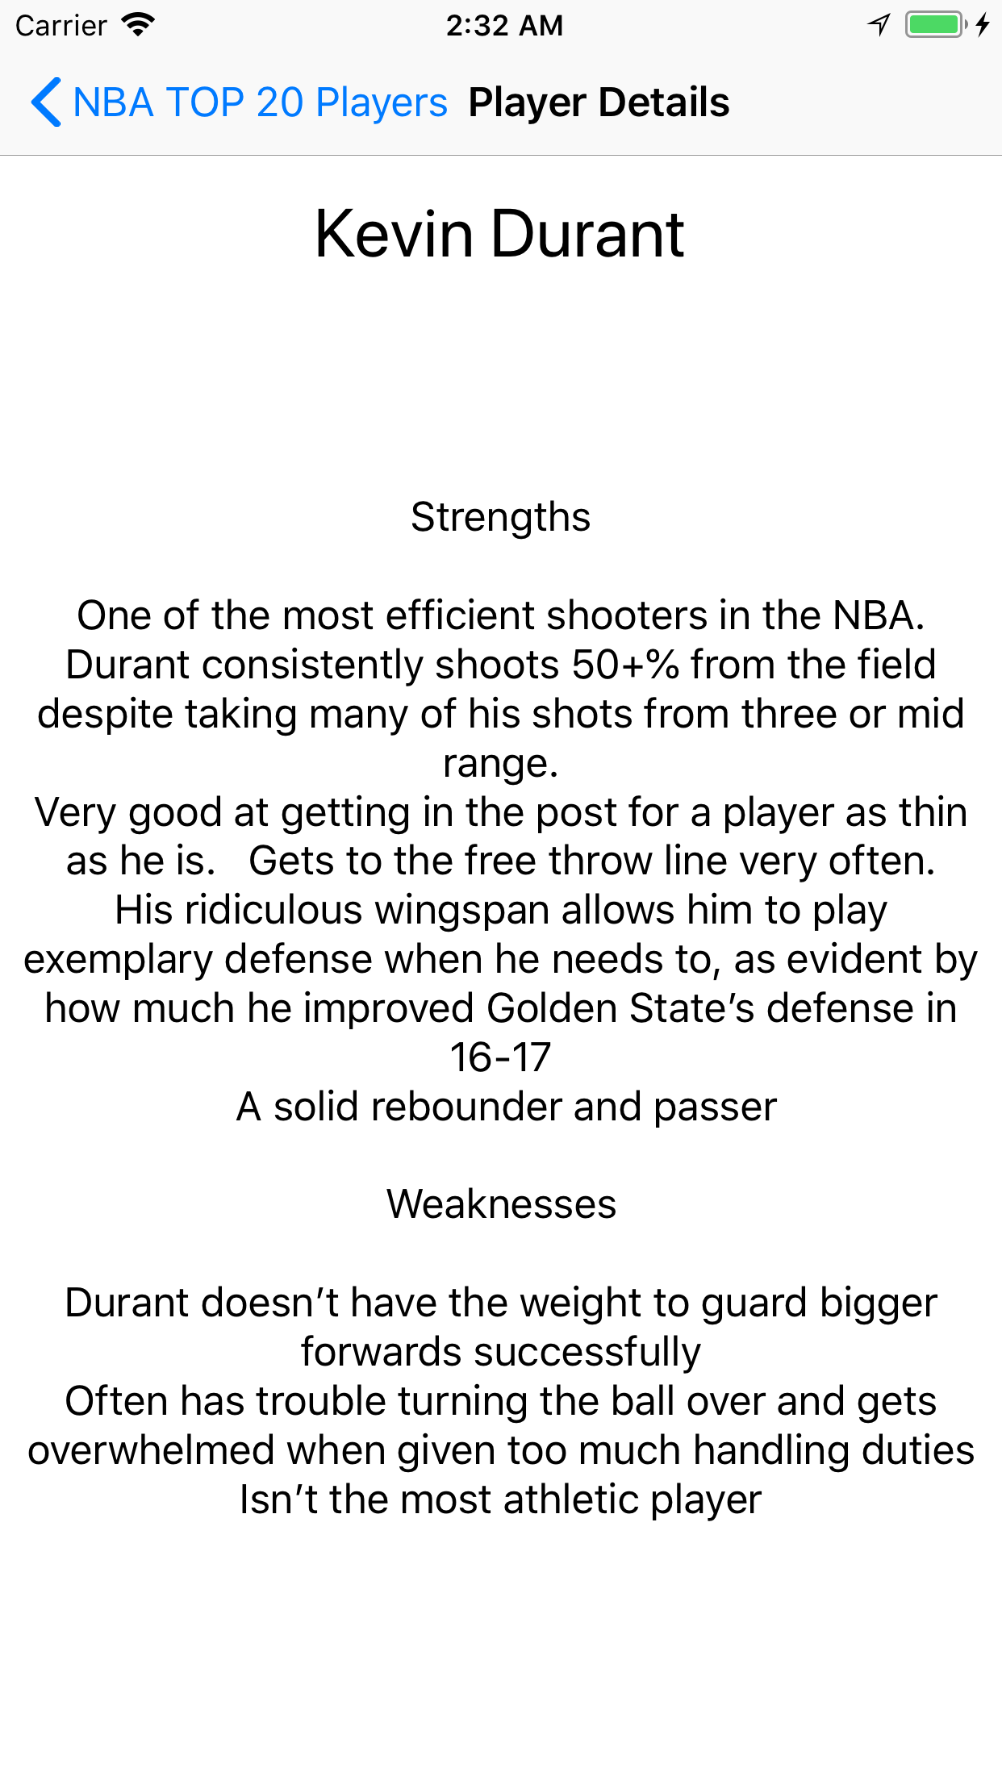 Carrier 2:32 AM
NBA TOP 20 Players Player Details
Kevin Durant
Strengths
One of the most efficient shooters in the NBA.
Durant consistently shoots 50+% from the field
despite taking many of his shots from three or mid
range.
Very good at getting in the post for a player as thin
as he is.   Gets to the free throw line very often.
His ridiculous wingspan allows him to play
exemplary defense when he needs to, as evident by
how much he improved Golden State’s defense in
16-17
A solid rebounder and passer
Weaknesses
Durant doesn’t have the weight to guard bigger
forwards successfully
Often has trouble turning the ball over and gets
overwhelmed when given too much handling duties
Isn’t the most athletic player